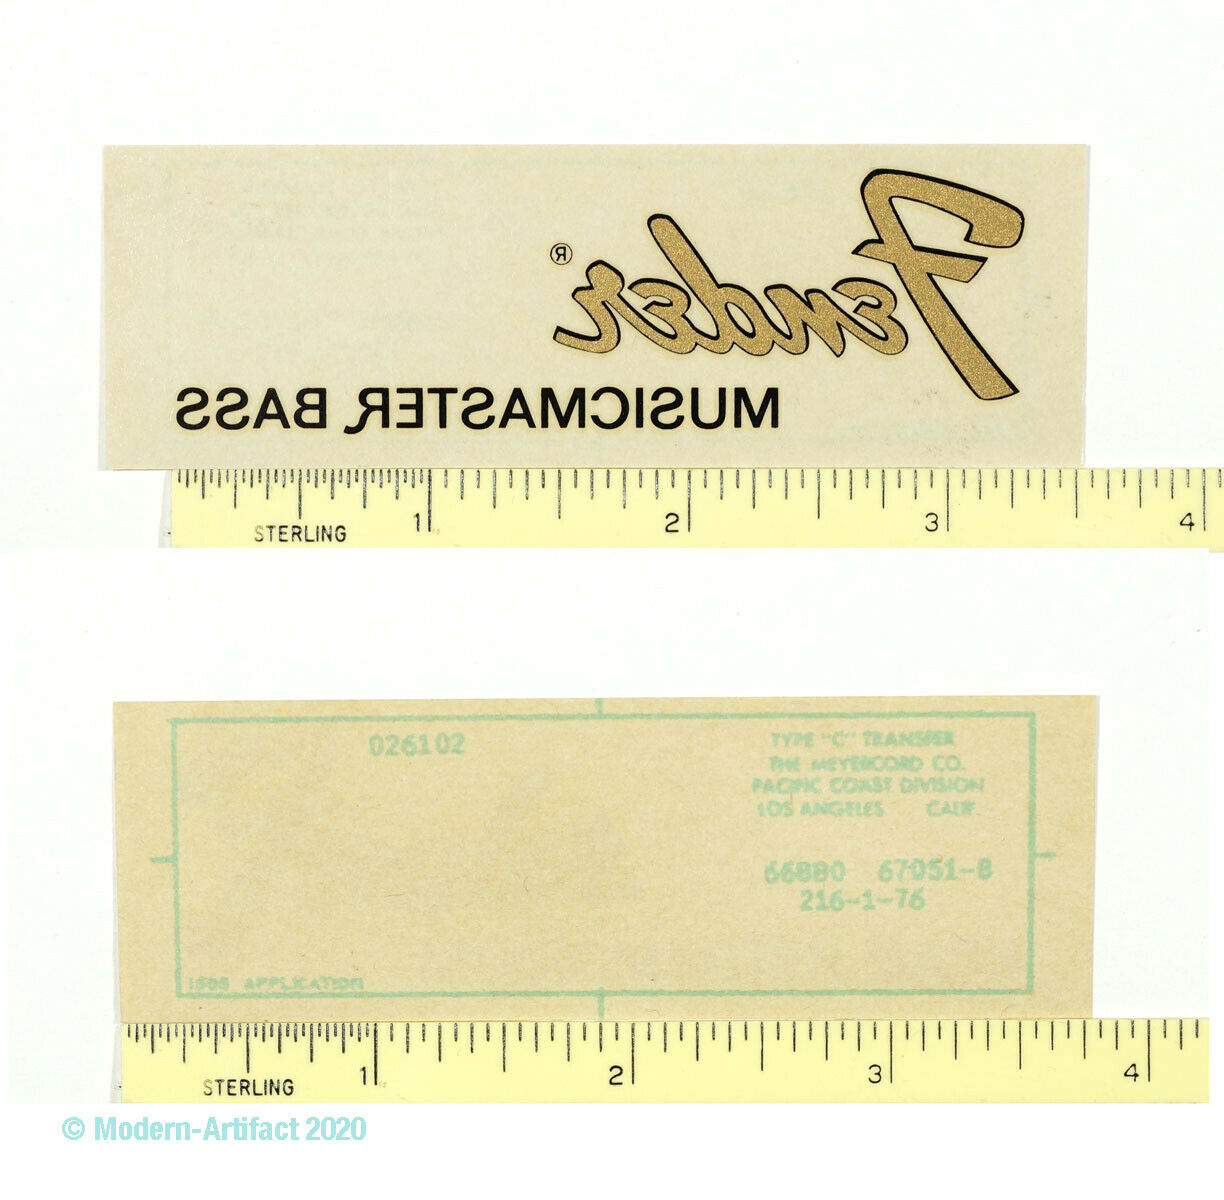 Fender ®
MUSICMASTER BASS
STERLING 1 2 3 4
026102
TYPE "C" TRANSFER
THE MEYERCORD CO.
PACIFIC COAST DIVISION
LOS ANGELES CALIF.
66880 67051-B
216-1-76
APPLICATION
STERLING 1 2 3 4
© Modern-Artifact 2020